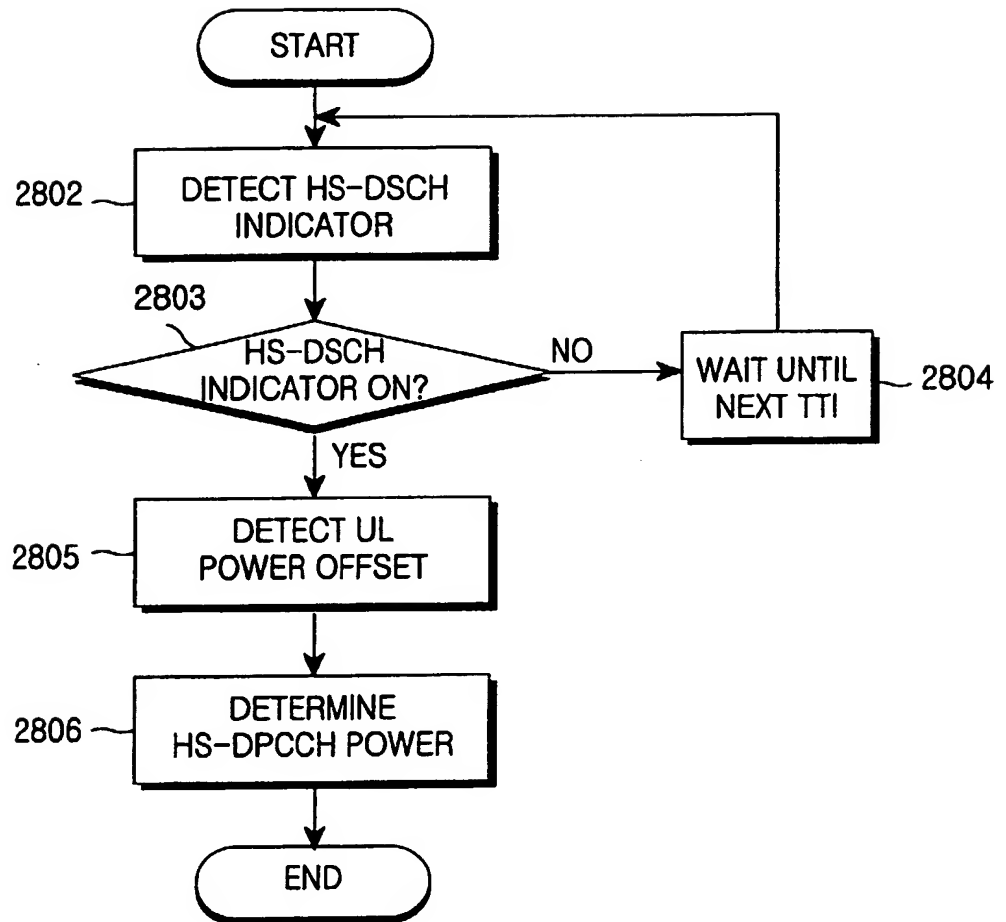 START
2802
DETECT HS-DSCH
INDICATOR
2803
HS-DSCH
INDICATOR ON?
NO
WAIT UNTIL
NEXT TTI
2804
YES
2805
DETECT UL
POWER OFFSET
2806
DETERMINE
HS-DPCCH POWER
END